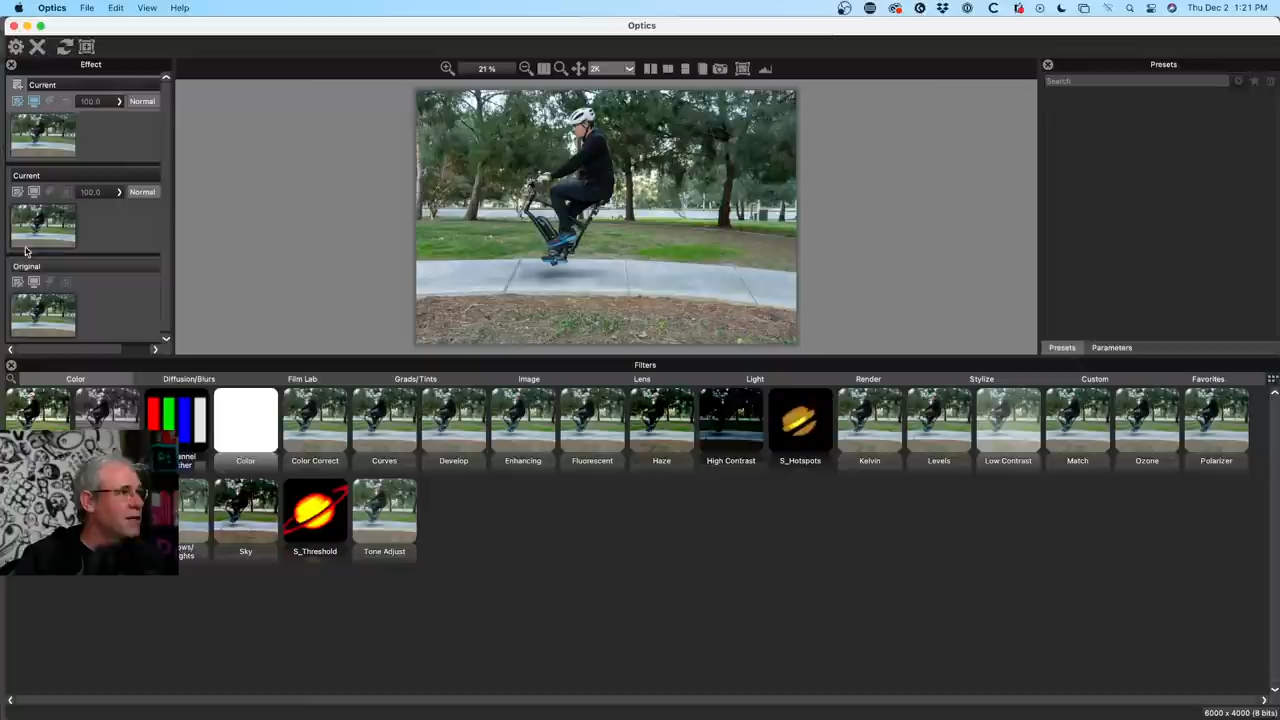 Optics File Edit View Help Thu Dec 2 1:21 PM
Optics
Effect 21 % 2K Presets
Current Search
100.0 Normal
Current
100.0 Normal
Original
Presets Parameters
Filters
Color Diffusion/Blurs Film Lab Grads/Tints Image Lens Light Render Stylize Custom Favorites
Color Color Correct Curves Develop Enhancing Fluorescent Haze High Contrast S_Hotspots Kelvin Levels Low Contrast Match Ozone Polarizer
Sky S_Threshold Tone Adjust
6000 x 4000 (8 bits)